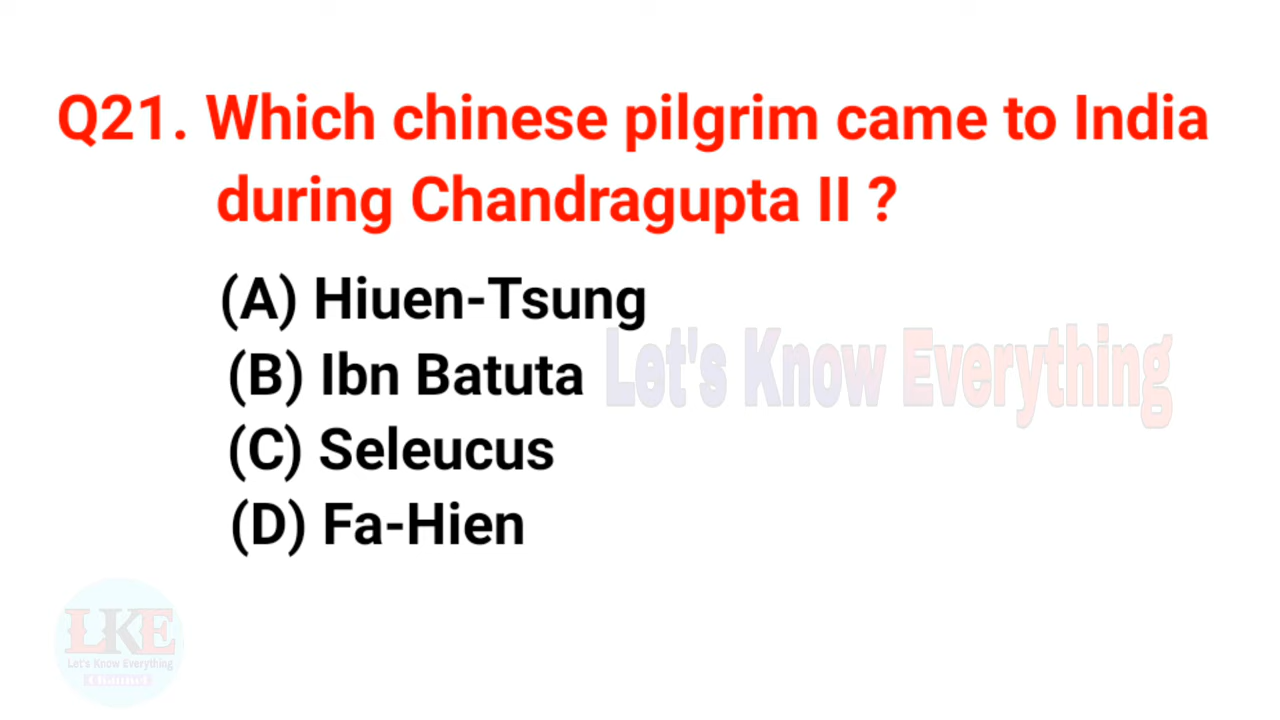 Q21. Which chinese pilgrim came to India
during Chandragupta II ?
(A) Hiuen-Tsung
(B) Ibn Batuta
Let's Know Everything
(C) Seleucus
(D) Fa-Hien
LKE
Let's Know Everything
Channel